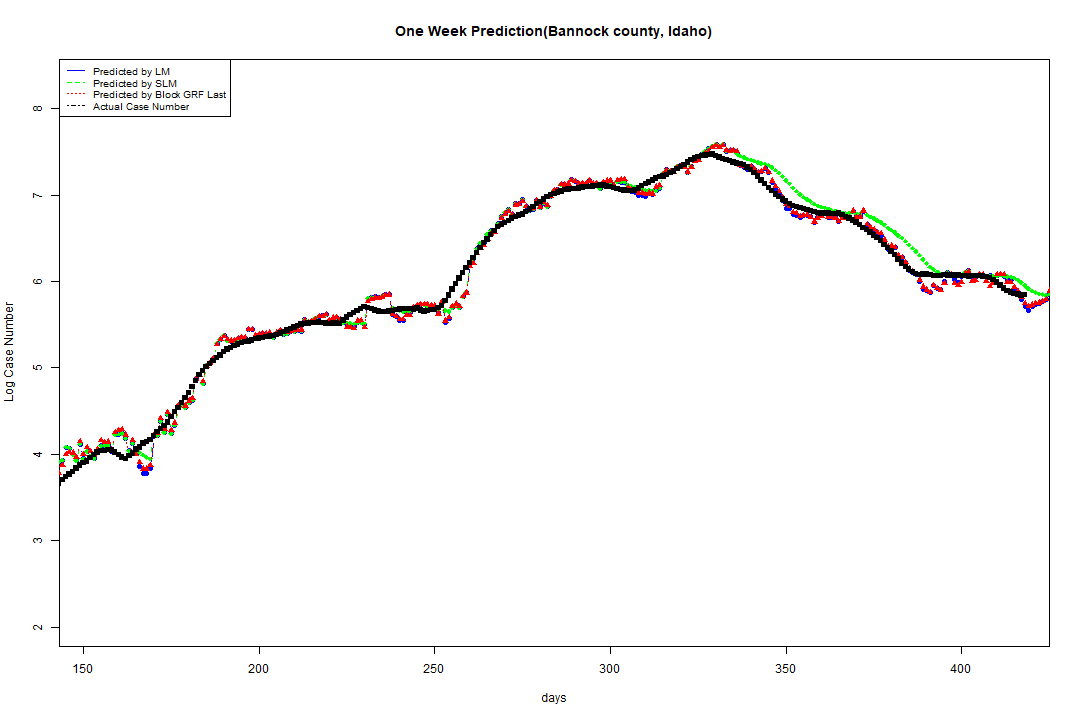 One Week Prediction(Bannock county, Idaho)
Predicted by LM
Predicted by SLM
Predicted by Block GRF Last
Actual Case Number
8
7
6
5
4
3
2
Log Case Number
150 200 250 300 350 400
days